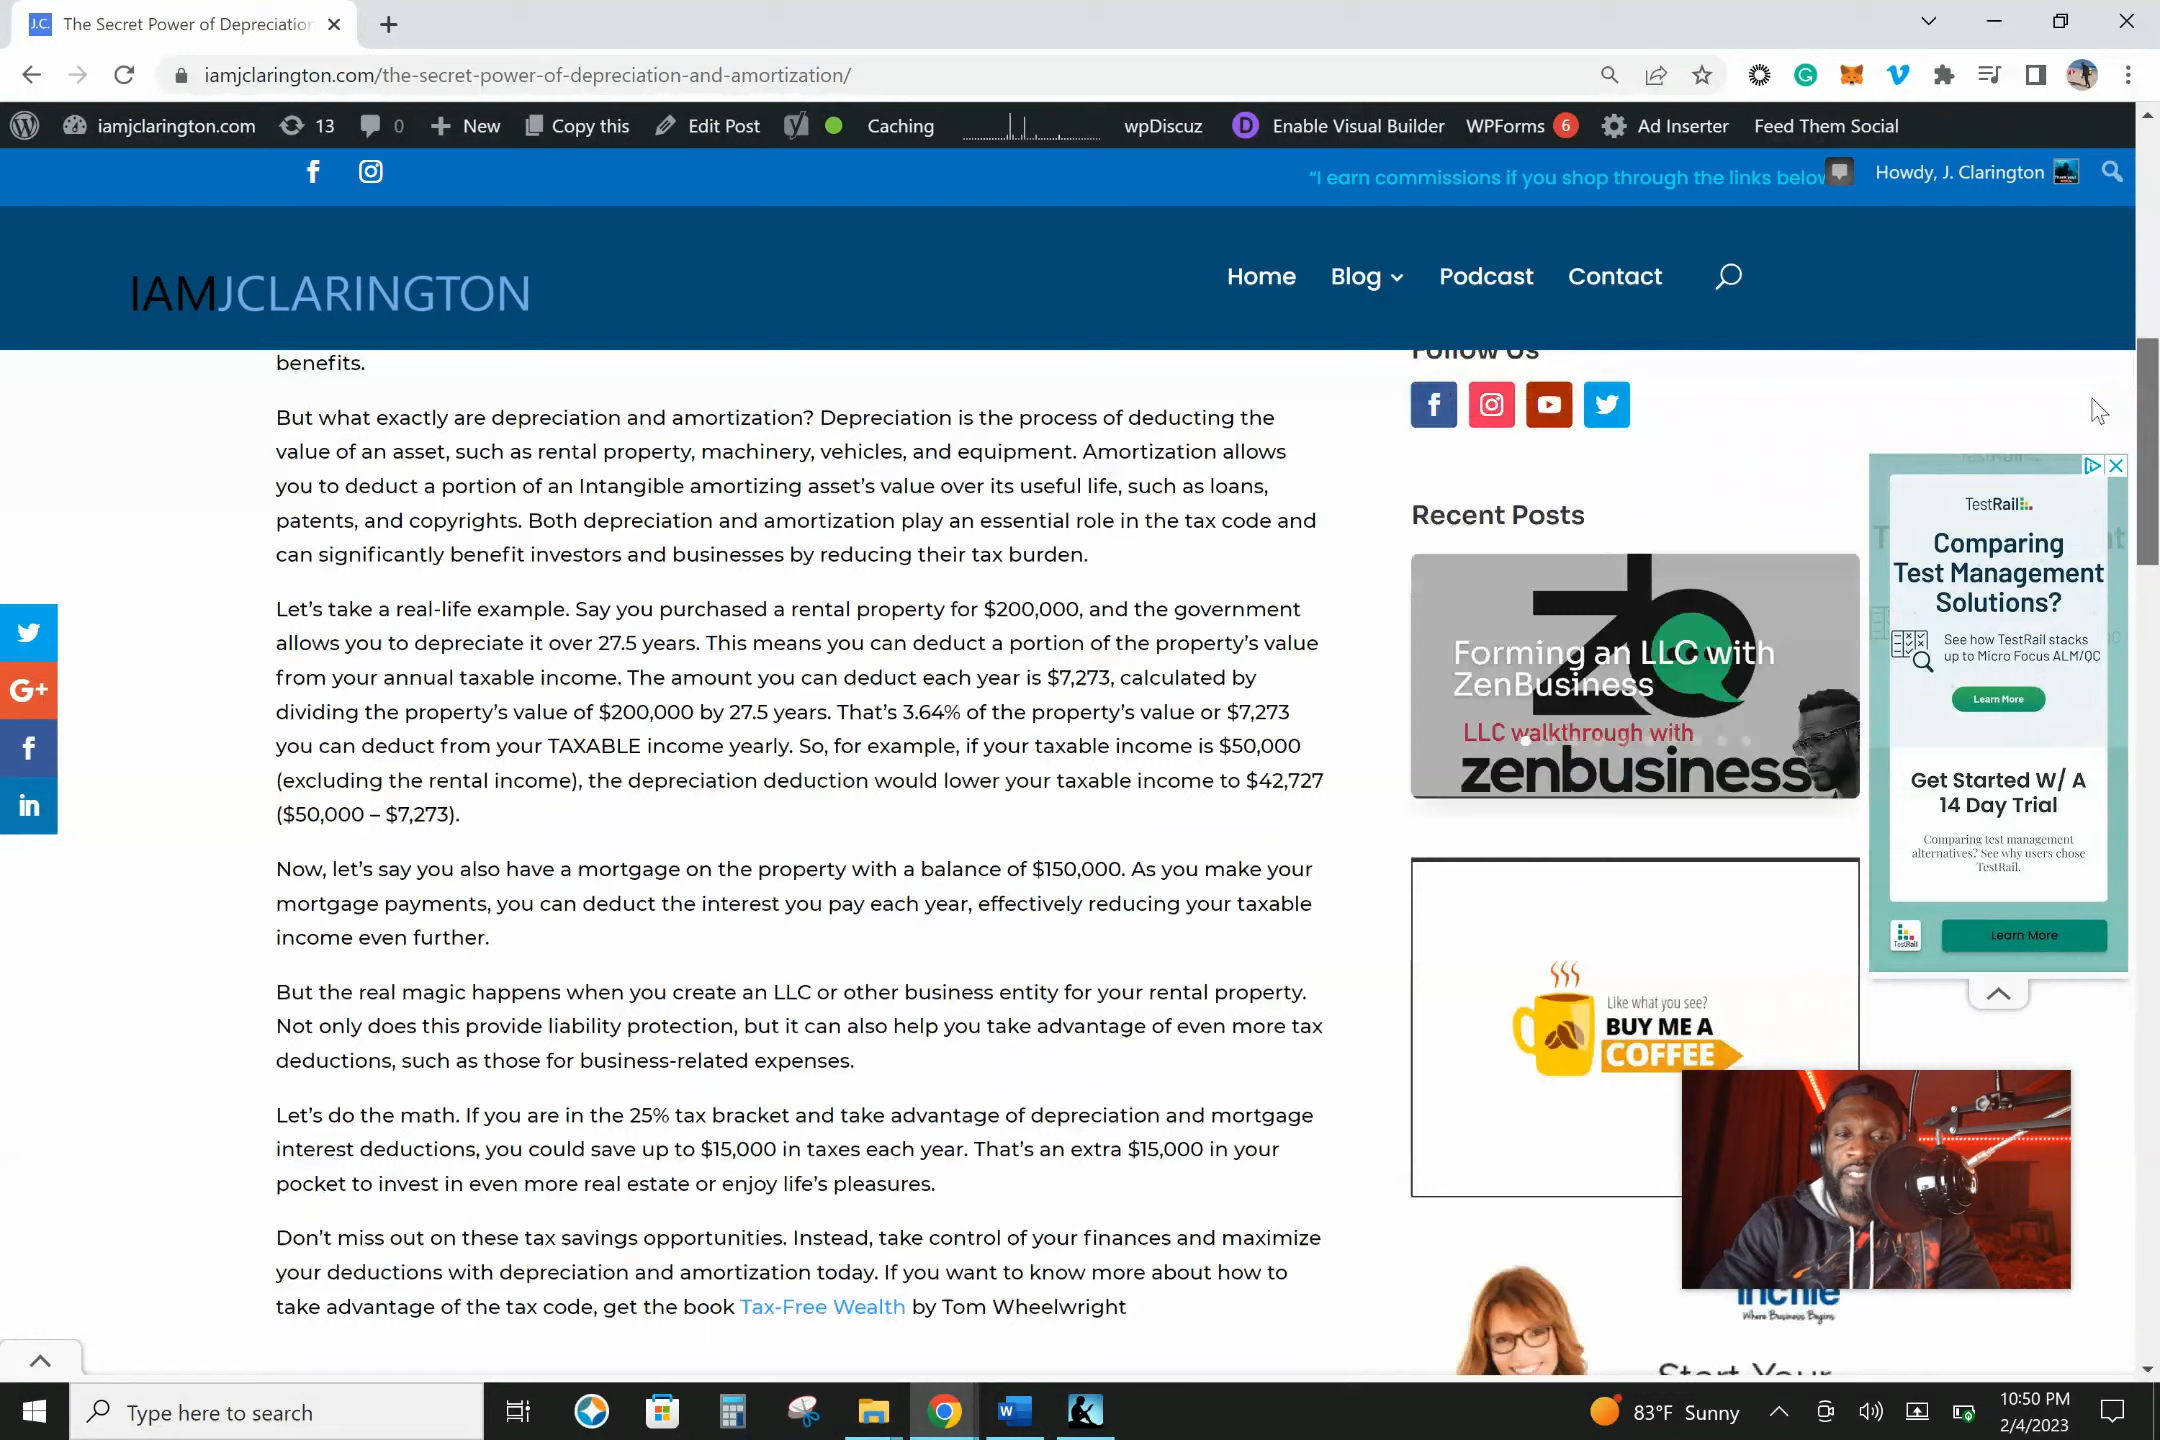 The Secret Power of Depreciation
iamjclarington.com/the-secret-power-of-depreciation-and-amortization/
iamjclarington.com 13 0 New Copy this Edit Post Caching wpDiscuz Enable Visual Builder WPForms 6 Ad Inserter Feed Them Social
"I earn commissions if you shop through the links below
Howdy, J. Clarington
IAMJCLARINGTON
Home Blog Podcast Contact
benefits.
But what exactly are depreciation and amortization? Depreciation is the process of deducting the
value of an asset, such as rental property, machinery, vehicles, and equipment. Amortization allows
you to deduct a portion of an Intangible amortizing asset's value over its useful life, such as loans,
patents, and copyrights. Both depreciation and amortization play an essential role in the tax code and
can significantly benefit investors and businesses by reducing their tax burden.
Let's take a real-life example. Say you purchased a rental property for $200,000, and the government
allows you to depreciate it over 27.5 years. This means you can deduct a portion of the property's value
from your annual taxable income. The amount you can deduct each year is $7,273, calculated by
dividing the property's value of $200,000 by 27.5 years. That's 3.64% of the property's value or $7,273
you can deduct from your TAXABLE income yearly. So, for example, if your taxable income is $50,000
(excluding the rental income), the depreciation deduction would lower your taxable income to $42,727
($50,000 – $7,273).
Now, let's say you also have a mortgage on the property with a balance of $150,000. As you make your
mortgage payments, you can deduct the interest you pay each year, effectively reducing your taxable
income even further.
But the real magic happens when you create an LLC or other business entity for your rental property.
Not only does this provide liability protection, but it can also help you take advantage of even more tax
deductions, such as those for business-related expenses.
Let's do the math. If you are in the 25% tax bracket and take advantage of depreciation and mortgage
interest deductions, you could save up to $15,000 in taxes each year. That's an extra $15,000 in your
pocket to invest in even more real estate or enjoy life's pleasures.
Don't miss out on these tax savings opportunities. Instead, take control of your finances and maximize
your deductions with depreciation and amortization today. If you want to know more about how to
take advantage of the tax code, get the book Tax-Free Wealth by Tom Wheelwright
Follow Us
Recent Posts
Forming an LLC with
ZenBusiness
LLC walkthrough with
zenbusiness
Like what you see?
BUY ME A
COFFEE
Where Business Begins
Start Your
TestRail
Comparing
Test Management
Solutions?
See how TestRail stacks
up to Micro Focus ALM/QC
Learn More
Get Started W/ A
14 Day Trial
Comparing test management
alternatives? See why users chose
TestRail.
TestRail
Learn More
Type here to search
83°F Sunny
10:50 PM
2/4/2023